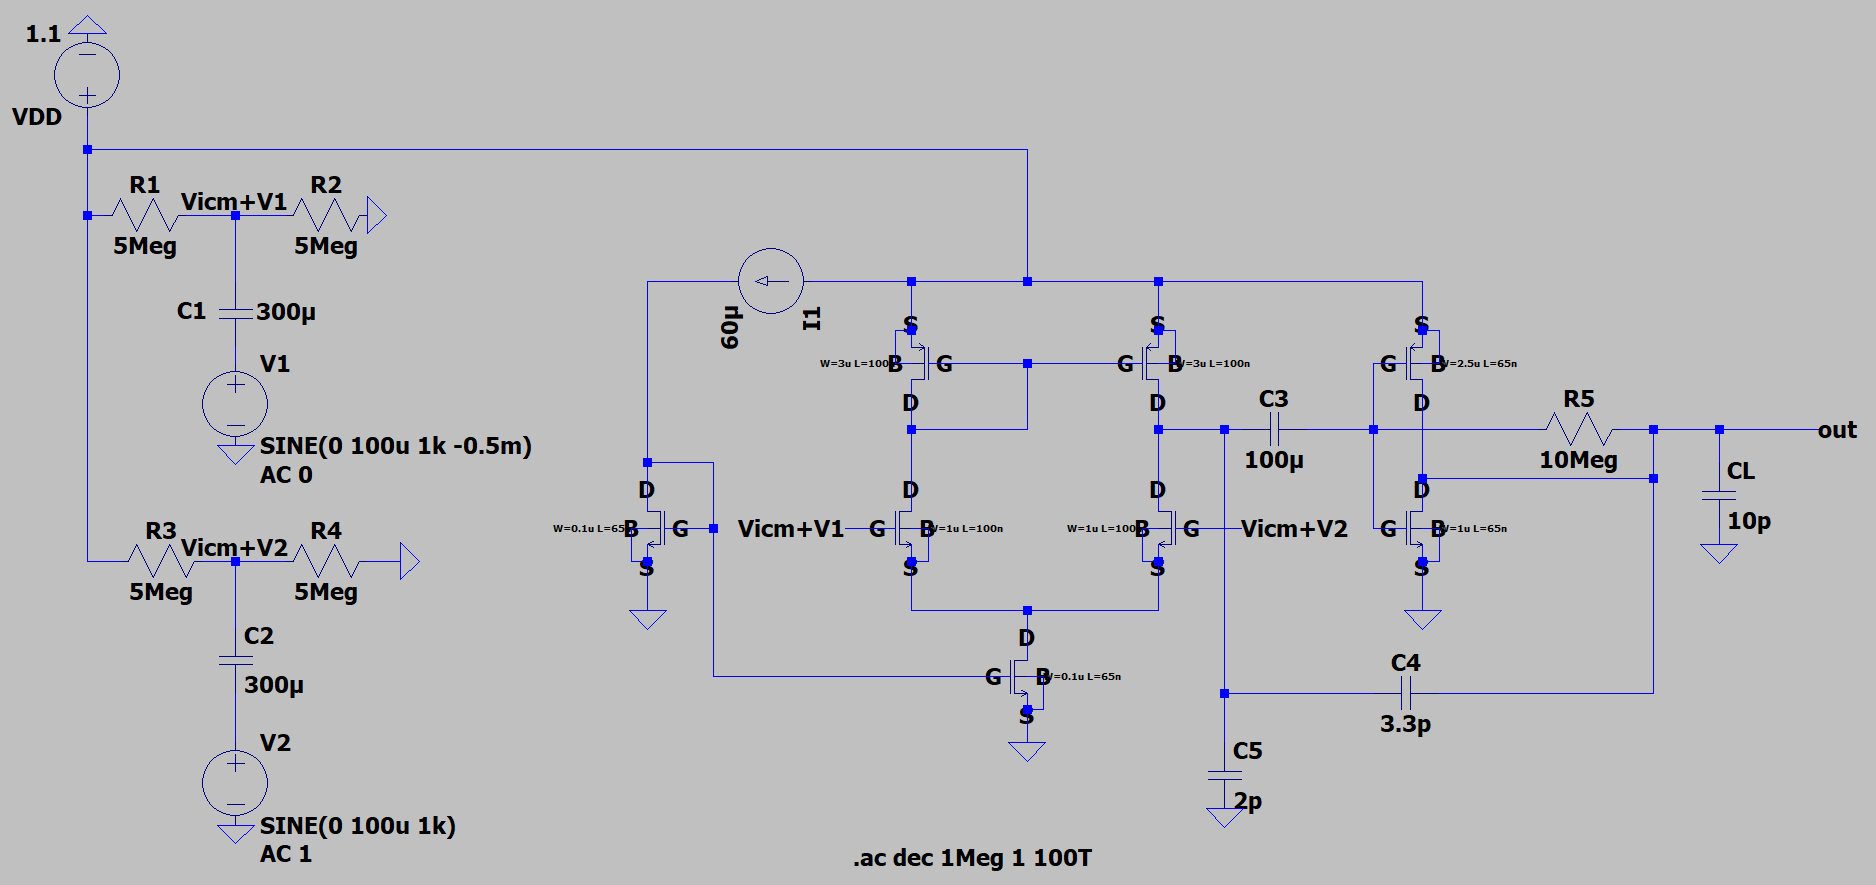 1.1
VDD
R1
Vicm+V1
R2
5Meg
5Meg
C1
300µ
V1
SINE(0 100u 1k -0.5m)
AC 0
R3
Vicm+V2
R4
5Meg
5Meg
C2
300µ
V2
SINE(0 100u 1k)
AC 1
60µ
I1
S
B
G
D
W=3u L=100n
S
G
B
D
W=3u L=100n
S
G
B
D
W=2.5u L=65n
C3
100µ
R5
10Meg
out
CL
10p
D
B
G
S
W=0.1u L=65n
Vicm+V1
D
G
B
S
W=1u L=100n
D
B
G
S
W=1u L=100n
Vicm+V2
D
G
B
S
W=1u L=65n
D
G
B
S
W=0.1u L=65n
C4
3.3p
C5
2p
.ac dec 1Meg 1 100T